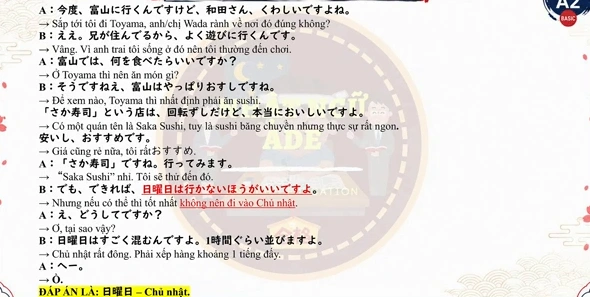 A：今度、富山に行くんですけど、和田さん、くわしいですよね。
→ Sắp tới tôi đi Toyama, anh/chị Wada rành về nơi đó đúng không?
B：ええ。兄が住んでるから、よく遊びに行くんです。
→ Vâng. Vì anh trai tôi sống ở đó nên tôi thường đến chơi.
A：富山では、何を食べたらいいですか？
→ Ở Toyama thì nên ăn món gì?
B：そうですねえ、富山はやっぱりおすしですね。
→ Để xem nào, Toyama thì nhất định phải ăn sushi.
「さか寿司」という店は、回転ずしだけど、本当においしいですよ。
→ Có một quán tên là Saka Sushi, tuy là sushi băng chuyền nhưng thực sự rất ngon.
安いし、おすすめです。
→ Giá cũng rẻ nữa, tôi rấtおすすめ.
A：「さか寿司」ですね。行ってみます。
→ “Saka Sushi” nhỉ. Tôi sẽ thử đến đó.
B：でも、できれば、日曜日は行かないほうがいいですよ。
→ Nhưng nếu có thể thì tốt nhất không nên đi vào Chủ nhật.
A：え、どうしてですか？
→ Ơ, tại sao vậy?
B：日曜日はすごく混むんですよ。1時間ぐらい並びますよ。
→ Chủ nhật rất đông. Phải xếp hàng khoảng 1 tiếng đấy.
A：へー。
→ Ồ.
ĐÁP ÁN LÀ: 日曜日 – Chủ nhật.
A2
BASIC
ADE